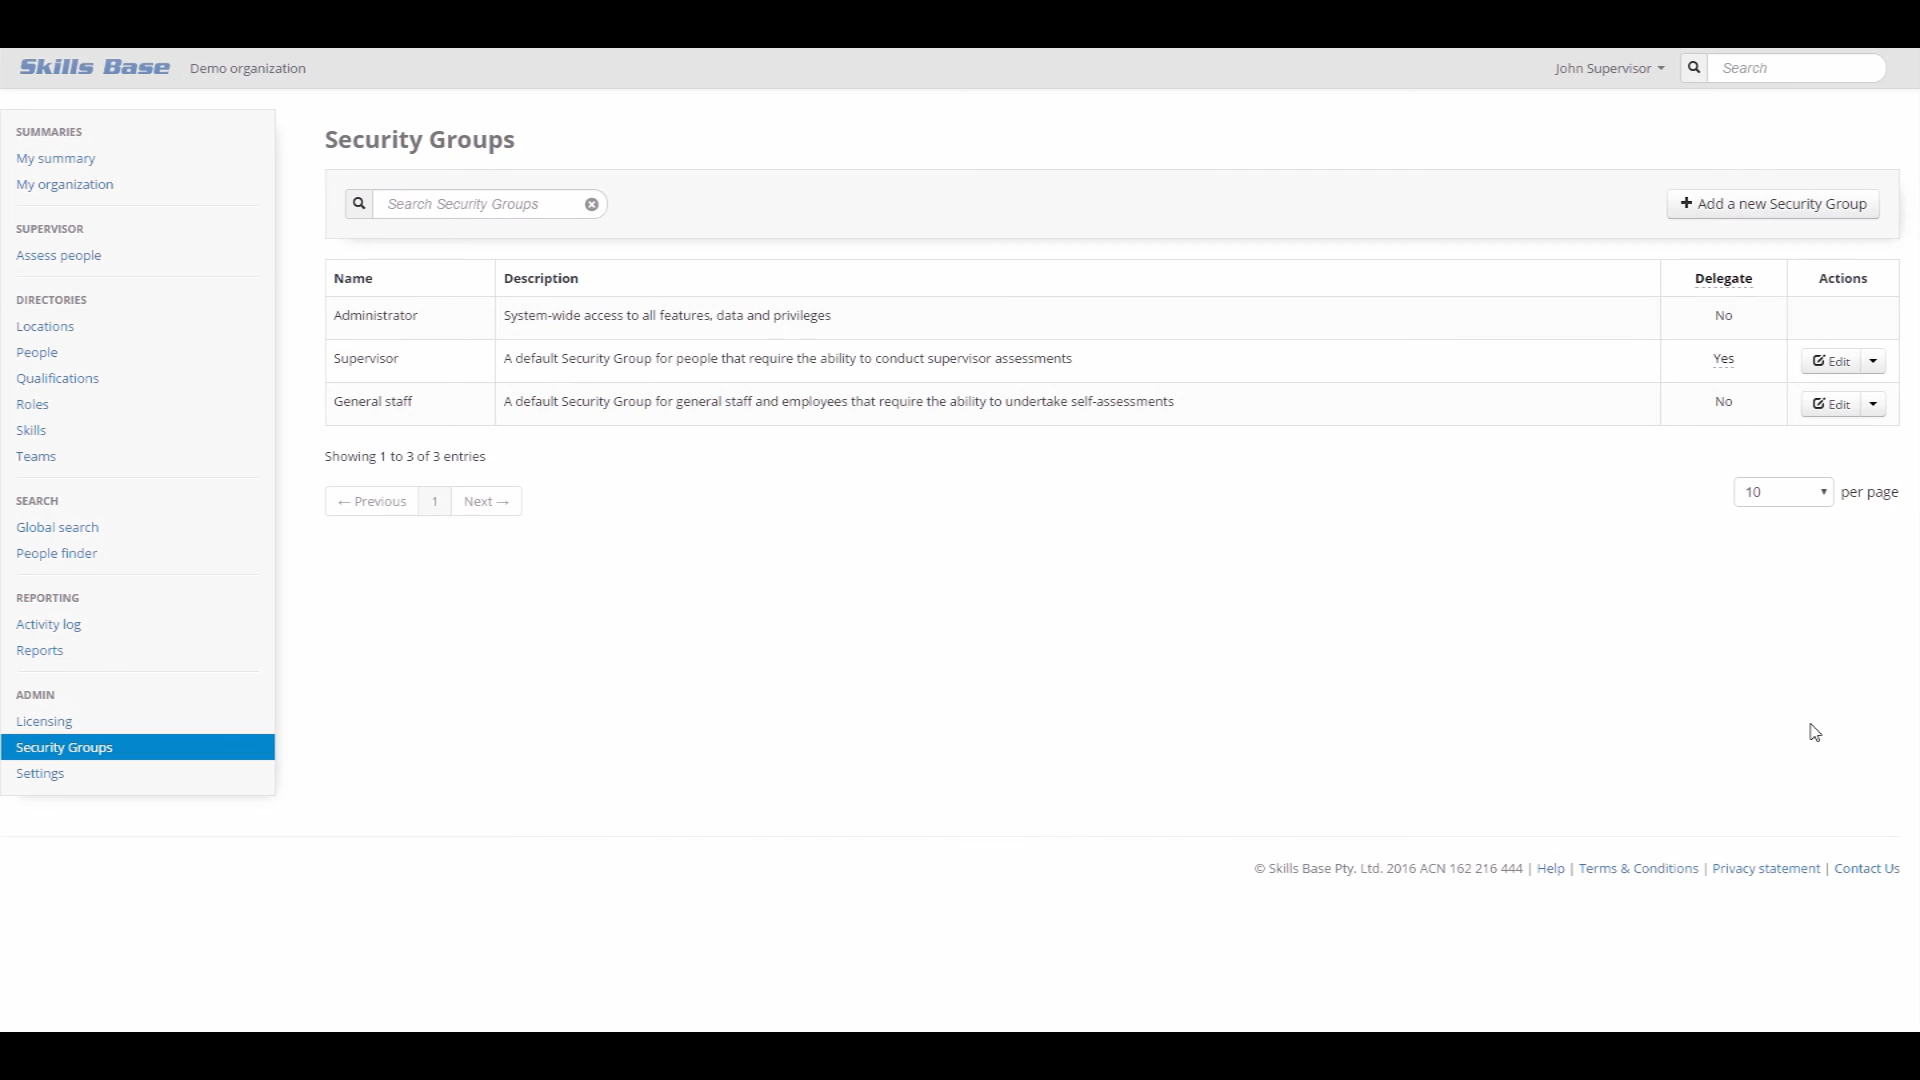 Skills Base Demo organization John Supervisor Search
SUMMARIES
My summary
My organization
SUPERVISOR
Assess people
DIRECTORIES
Locations
People
Qualifications
Roles
Skills
Teams
SEARCH
Global search
People finder
REPORTING
Activity log
Reports
ADMIN
Licensing
Security Groups
Settings
Security Groups
Search Security Groups
Add a new Security Group
Name Description Delegate Actions
Administrator System-wide access to all features, data and privileges No
Supervisor A default Security Group for people that require the ability to conduct supervisor assessments Yes Edit
General staff A default Security Group for general staff and employees that require the ability to undertake self-assessments No Edit
Showing 1 to 3 of 3 entries
← Previous 1 Next →
10 per page
© Skills Base Pty. Ltd. 2016 ACN 162 216 444 | Help | Terms & Conditions | Privacy statement | Contact Us